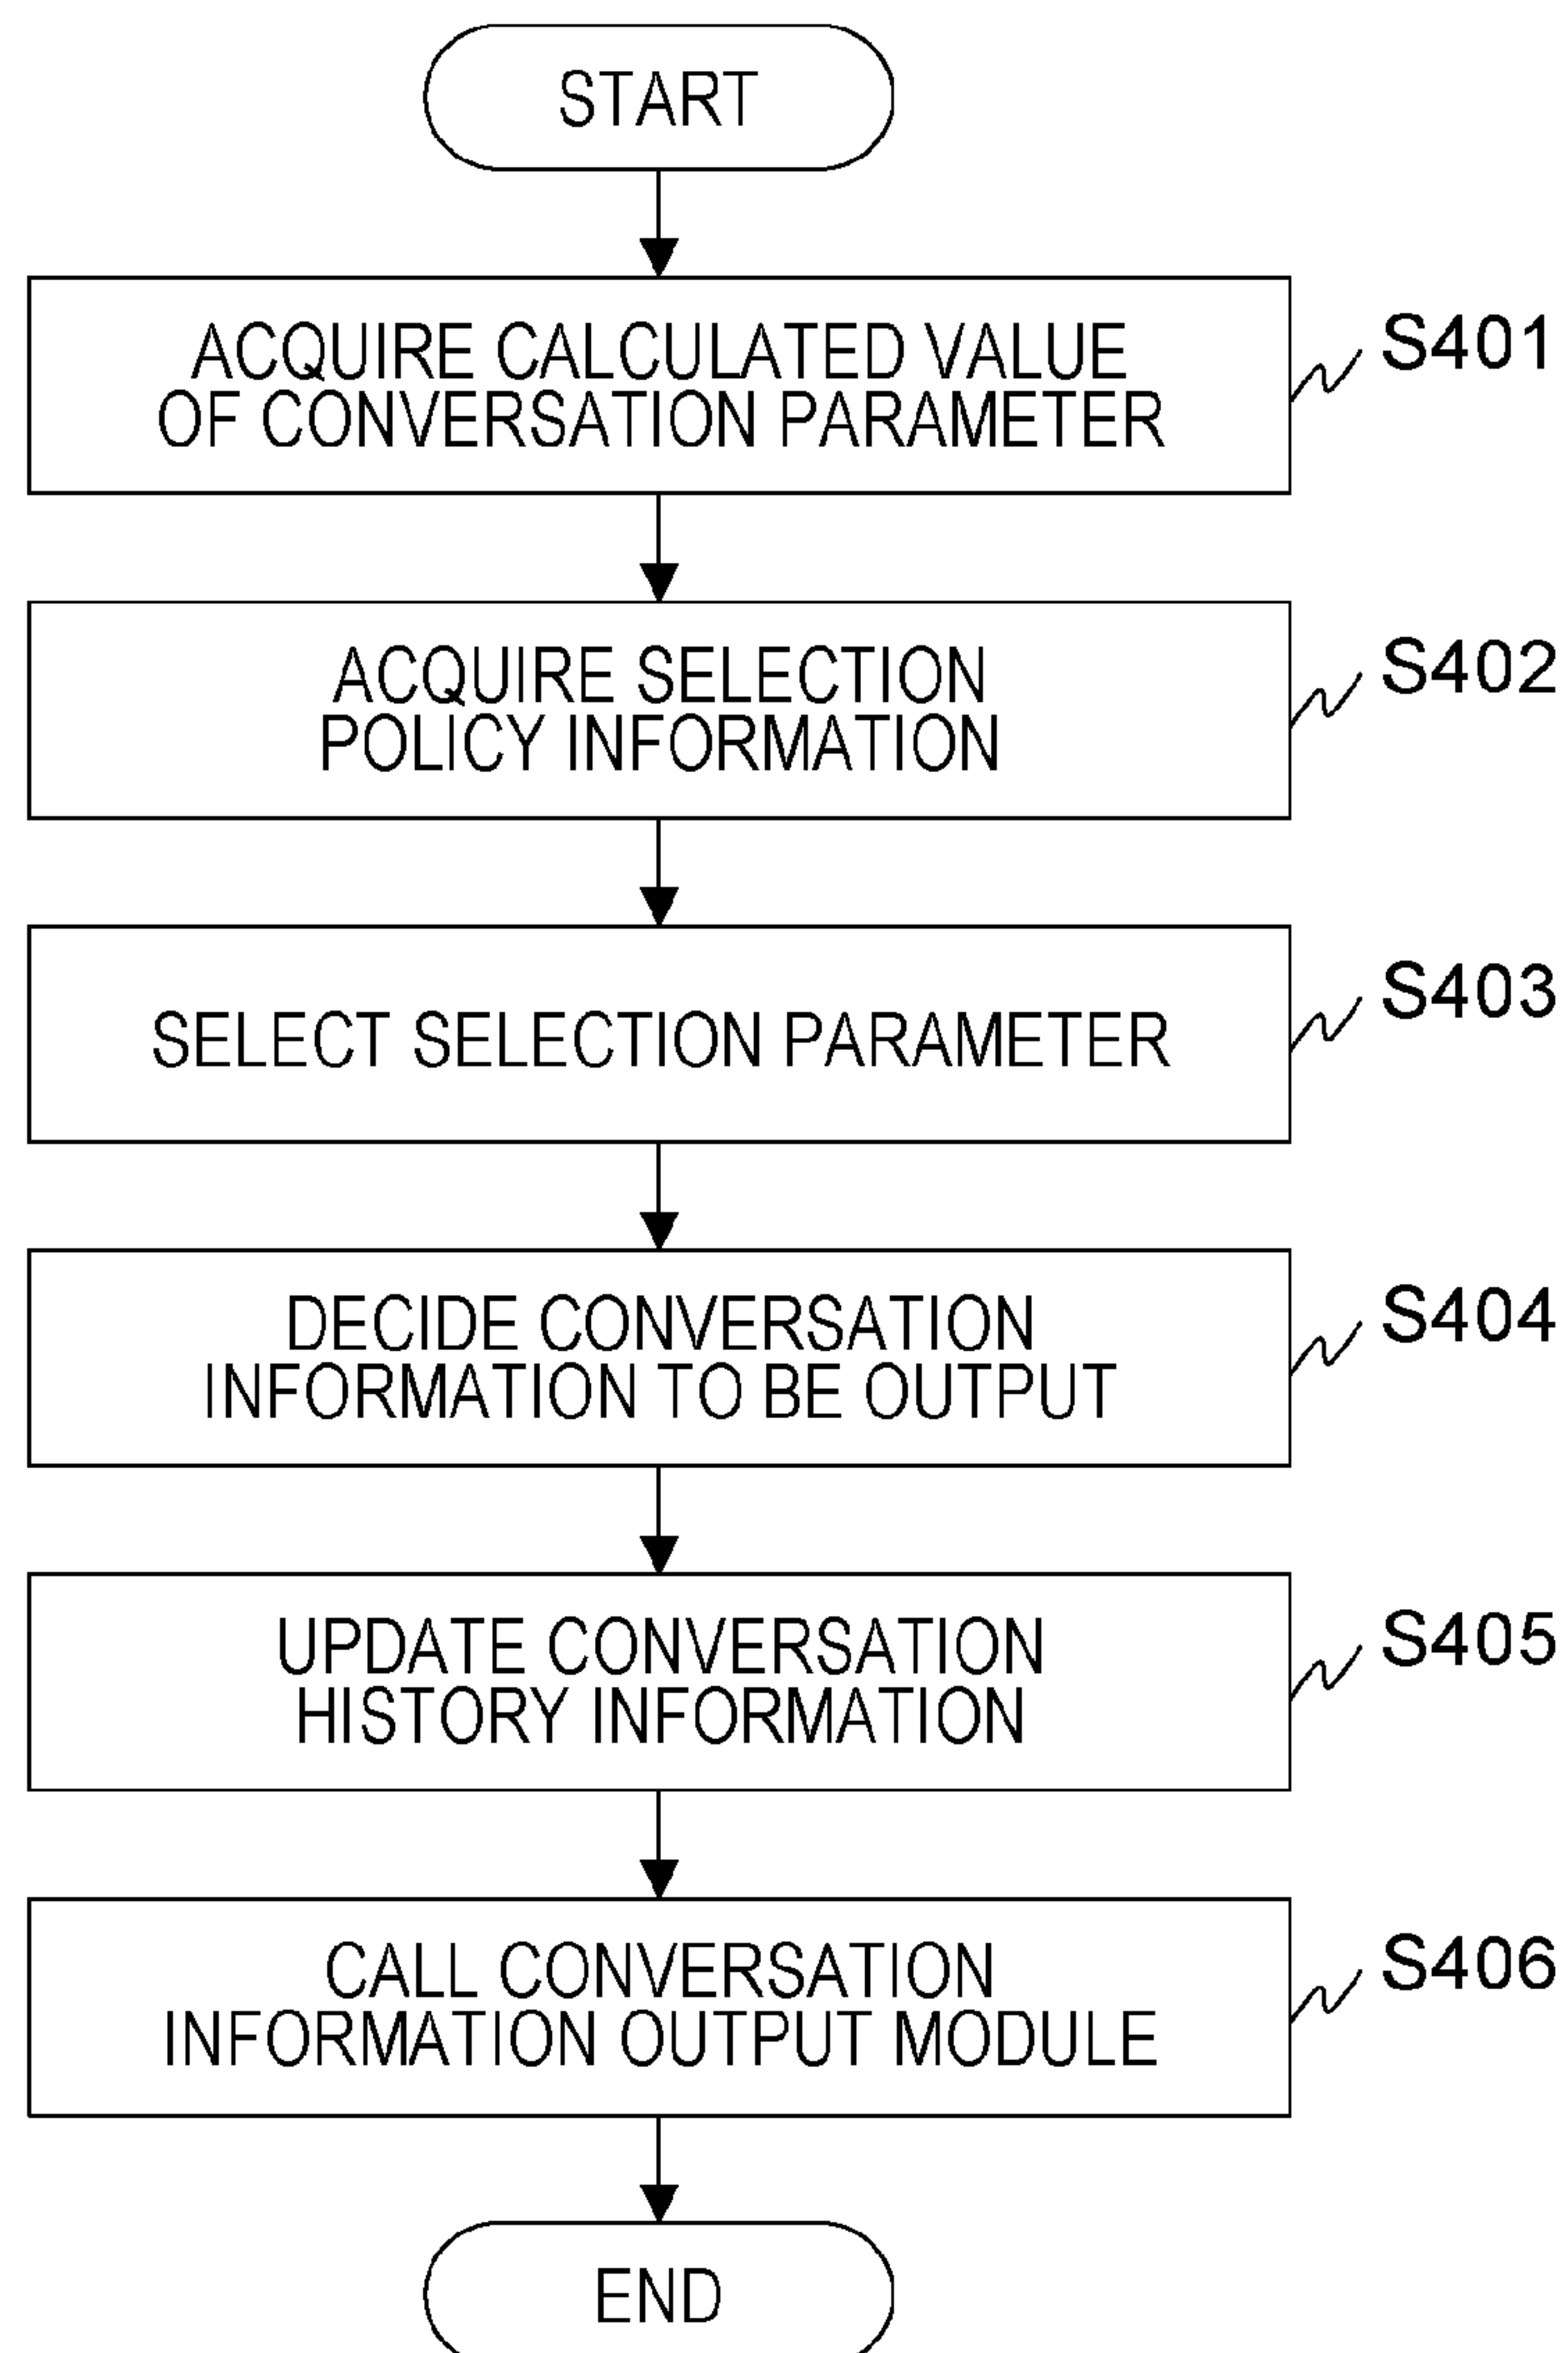 START
ACQUIRE CALCULATED VALUE
OF CONVERSATION PARAMETER
S401
ACQUIRE SELECTION
POLICY INFORMATION
S402
SELECT SELECTION PARAMETER
S403
DECIDE CONVERSATION
INFORMATION TO BE OUTPUT
S404
UPDATE CONVERSATION
HISTORY INFORMATION
S405
CALL CONVERSATION
INFORMATION OUTPUT MODULE
S406
END